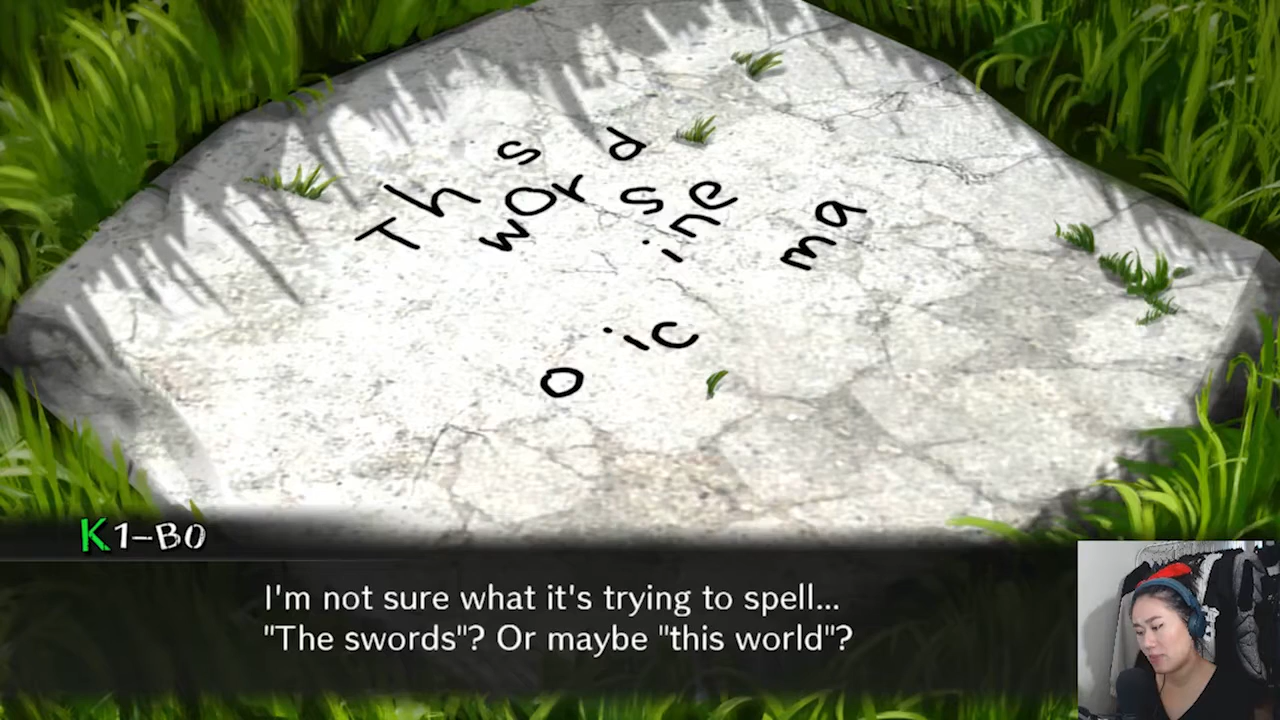 Th s word s ine ma
o ic
K1-B0
I'm not sure what it's trying to spell...
"The swords"? Or maybe "this world"?